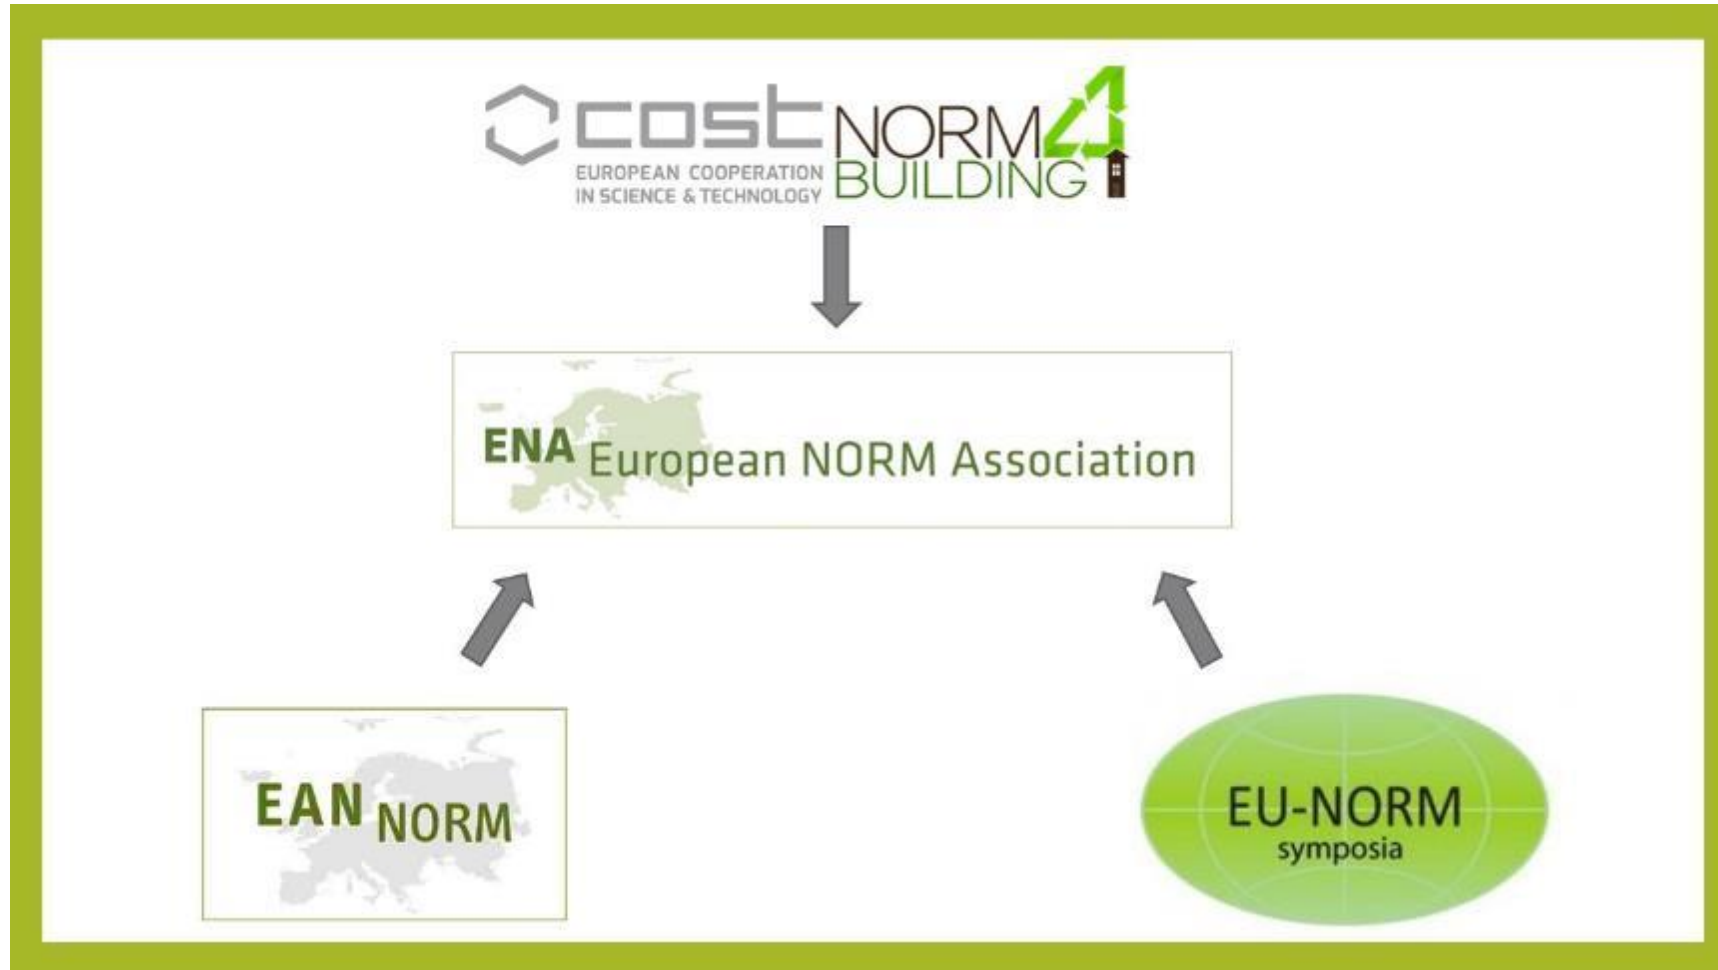 cost
EUROPEAN COOPERATION
IN SCIENCE & TECHNOLOGY
NORM4
BUILDING
ENA European NORM Association
EAN NORM
EU-NORM
symposia